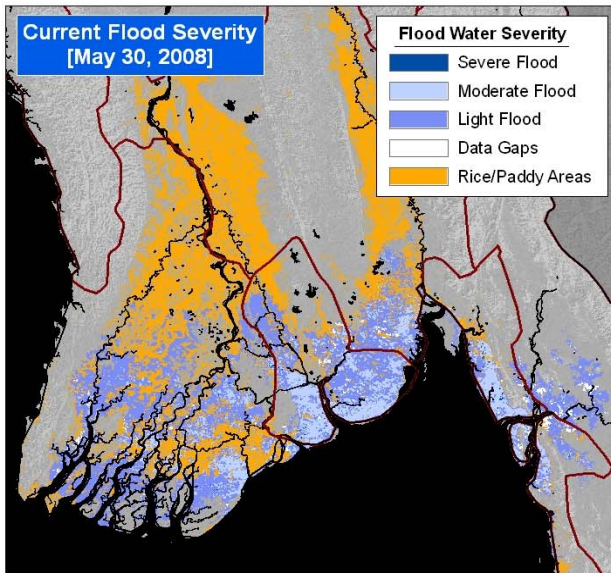 Current Flood Severity
[May 30, 2008]
Flood Water Severity
Severe Flood
Moderate Flood
Light Flood
Data Gaps
Rice/Paddy Areas